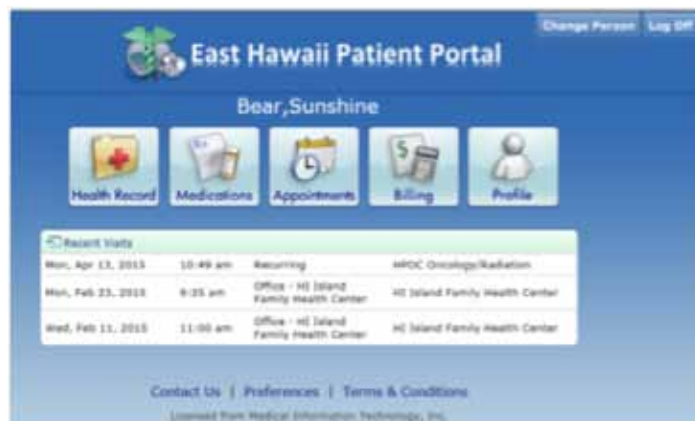 Change Person Log Off
East Hawaii Patient Portal
Bear,Sunshine
Health Record Medications Appointments Billing Profile
Recent Visits
Mon, Apr 13, 2015 10:49 am Recurring HPOC Oncology/Radiation
Mon, Feb 23, 2015 am Office - HI Island Family Health Center HI Island Family Health Center
Wed, Feb 11, 2015 11:00 am Office - HI Island Family Health Center HI Island Family Health Center
Contact Us | Preferences | Terms & Conditions
Licensed from Medical Information Technology, Inc.